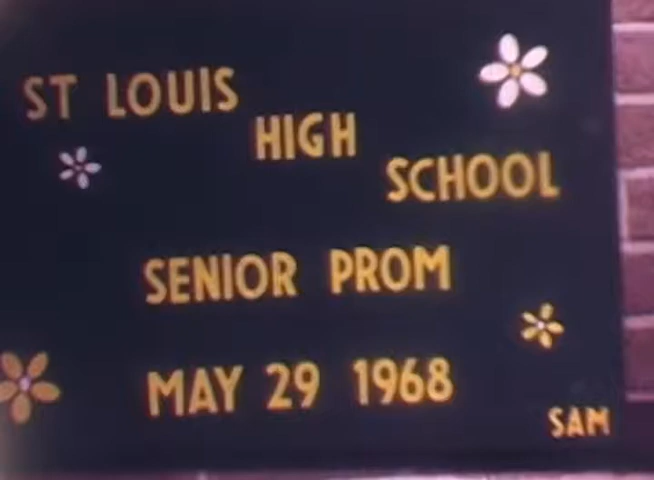 ST LOUIS
HIGH
SCHOOL
SENIOR PROM
MAY 29 1968
SAM